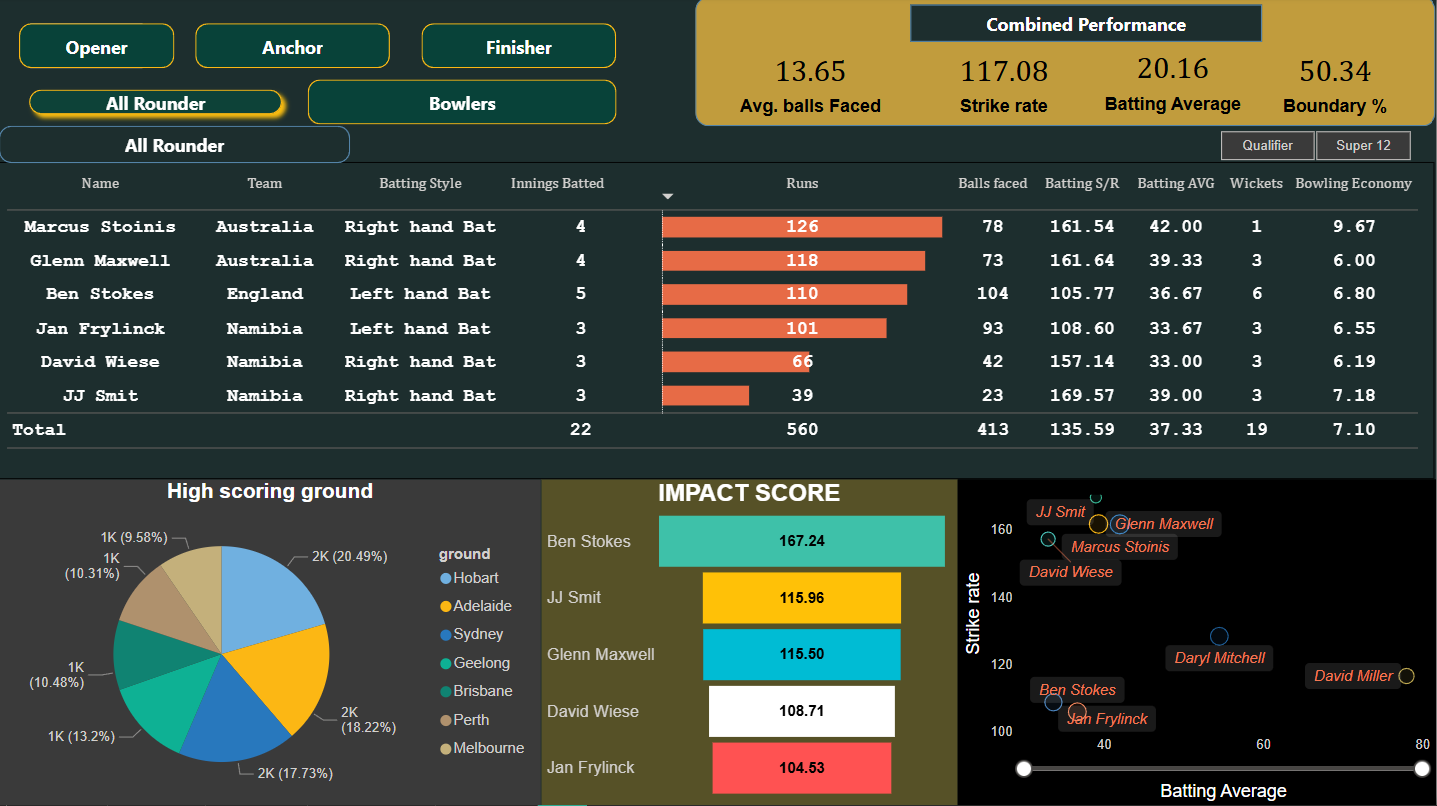 Opener Anchor Finisher
All Rounder Bowlers
Combined Performance
13.65 117.08 20.16 50.34
Avg. balls Faced Strike rate Batting Average Boundary %
All Rounder
Qualifier Super 12
Name Team Batting Style Innings Batted Runs Balls faced Batting S/R Batting AVG Wickets Bowling Economy
Marcus Stoinis Australia Right hand Bat 4 126 78 161.54 42.00 1 9.67
Glenn Maxwell Australia Right hand Bat 4 118 73 161.64 39.33 3 6.00
Ben Stokes England Left hand Bat 5 110 104 105.77 36.67 6 6.80
Jan Frylinck Namibia Left hand Bat 3 101 93 108.60 33.67 3 6.55
David Wiese Namibia Right hand Bat 3 66 42 157.14 33.00 3 6.19
JJ Smit Namibia Right hand Bat 3 39 23 169.57 39.00 3 7.18
Total 22 560 413 135.59 37.33 19 7.10
High scoring ground
1K (9.58%)
2K (20.49%)
1K
(10.31%)
1K
(10.48%)
1K (13.2%)
2K
(18.22%)
2K (17.73%)
ground
Hobart
Adelaide
Sydney
Geelong
Brisbane
Perth
Melbourne
IMPACT SCORE
Ben Stokes 167.24
JJ Smit 115.96
Glenn Maxwell 115.50
David Wiese 108.71
Jan Frylinck 104.53
Strike rate
160
140
120
100
JJ Smit
Glenn Maxwell
Marcus Stoinis
David Wiese
Daryl Mitchell
David Miller
Ben Stokes
Jan Frylinck
40 60 80
Batting Average